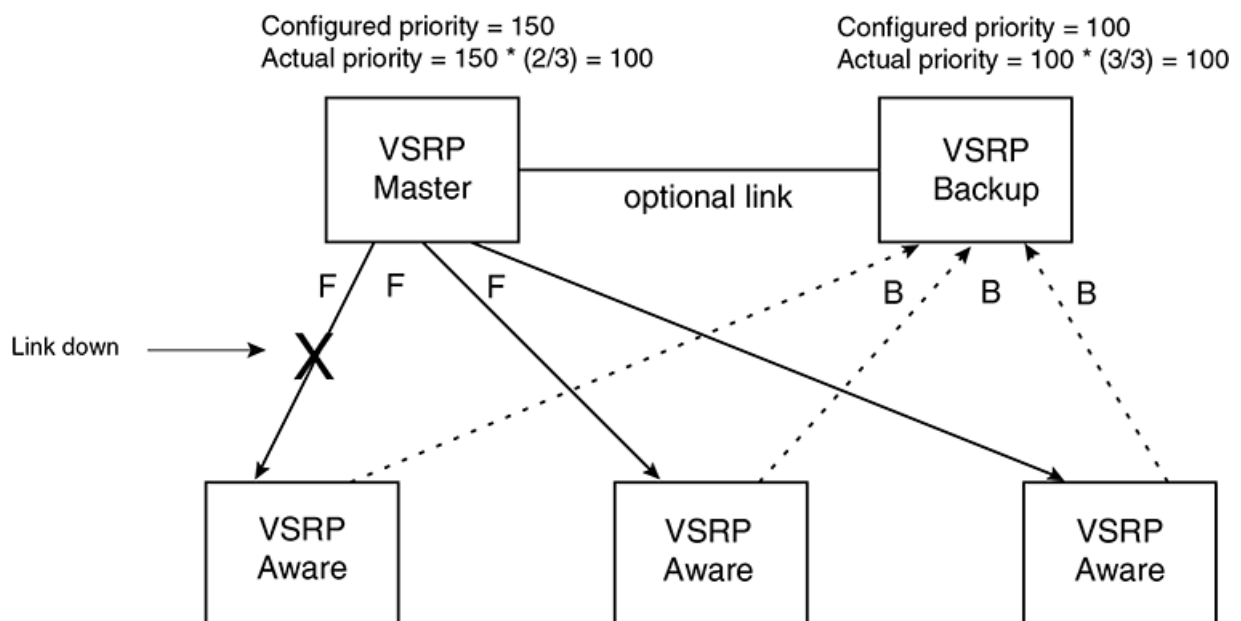 Configured priority = 150
Actual priority = 150 * (2/3) = 100
Configured priority = 100
Actual priority = 100 * (3/3) = 100
VSRP
Master
optional link
VSRP
Backup
F
F
F
B
B
B
Link down
X
VSRP
Aware
VSRP
Aware
VSRP
Aware